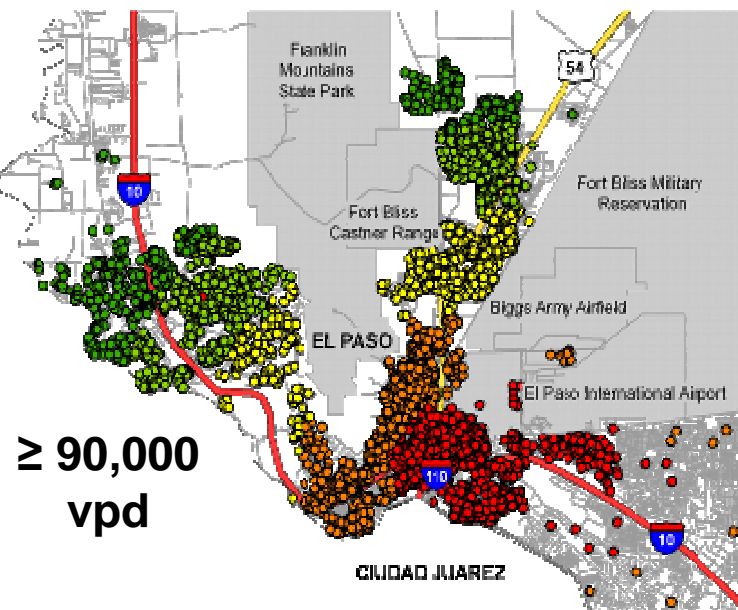 Franklin
Mountains
State Park
54
10
Fort Bliss Military
Reservation
Fort Bliss
Castner Range
Biggs Army Airfield
EL PASO
El Paso International Airport
≥ 90,000
vpd
110
10
CIUDAD JUAREZ